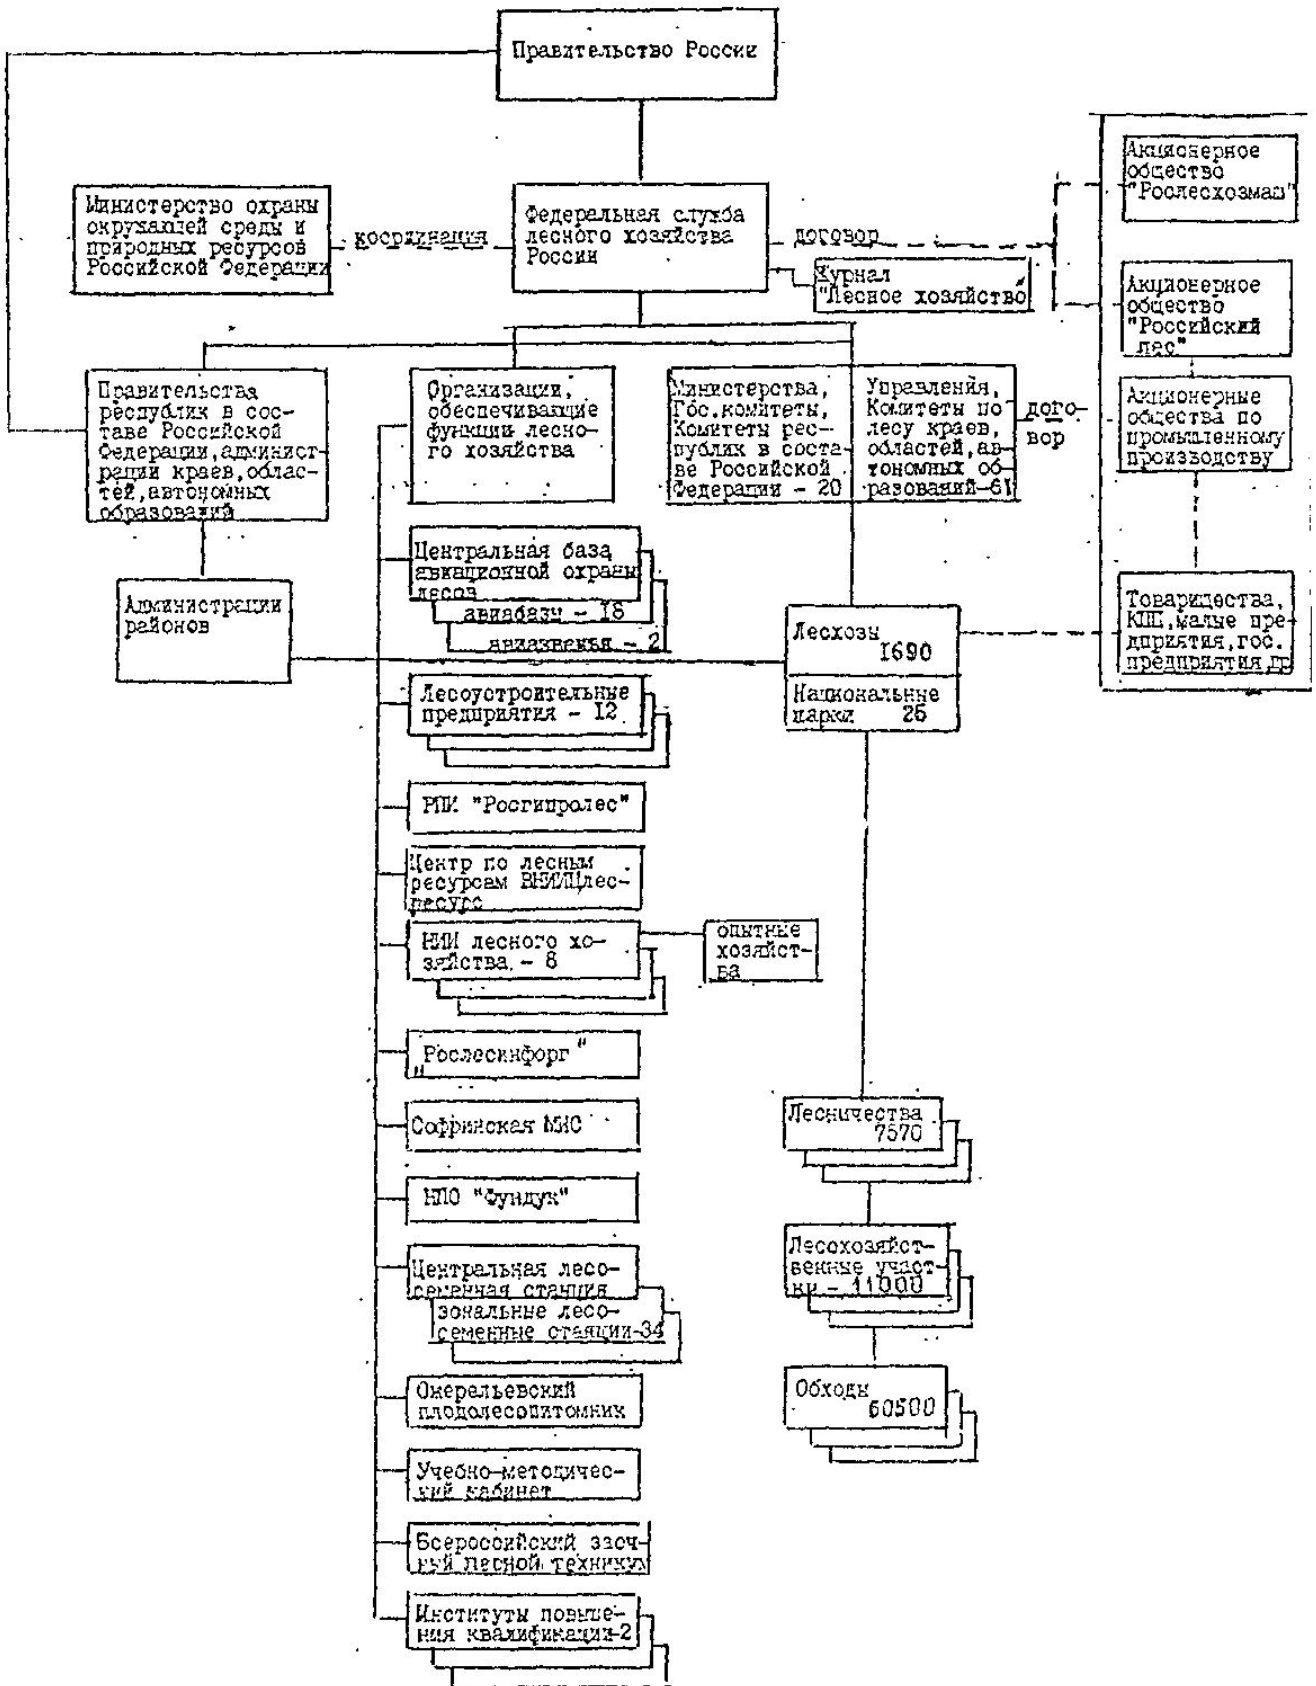 Правительство России
Министерство охраны
окружающей среды и
природных ресурсов
Российской Федерации
координация
Федеральная служба
лесного хозяйства
России
договор
Журнал
"Лесное хозяйство"
Акционерное
общество
"Рослесхозмаш"
Акционерное
общество
"Российский
лес"
Акционерные
общества по
промышленному
производству
Товарищества,
КПП, малые пре-
дприятия, гос.
предприятия др
Правительства
республик в сос-
таве Российской
Федерации, админист-
рации краев, облас-
тей, автономных
образований
Организации,
обеспечивающие
функции лесно-
го хозяйства
Министерства,
Гос.комитеты,
Комитеты рес-
публик в соста-
ве Российской
Федерации - 20
Управления,
Комитеты по
лесу краев,
областей, ав-
тономных об-
разований-61
дого-
вор
Администрации
районов
Центральная база
авиационной охраны
лесов
авиабазы - 18
авиазвенья - 2
Лесхозы
1690
Национальные
парки 25
Лесоустроительные
предприятия - 12
РПИ "Росгипролес"
Центр по лесным
ресурсам ВНИИЦлес-
ресурс
НИИ лесного хо-
зяйства - 8
опытные
хозяйст-
ва
"Рослесинфорг"
Софринская МИС
НПО "Фундук"
Центральная лесо-
семенная станция
зональные лесо-
семенные станции-34
Лесничества
7570
Лесохозяйст-
венные участ-
ки - 11000
Обходы
60500
Омерельевский
плодолесопитомник
Учебно-методичес-
кий кабинет
Всероссийский заоч-
ный лесной техникум
Институты повыше-
ния квалификации-2